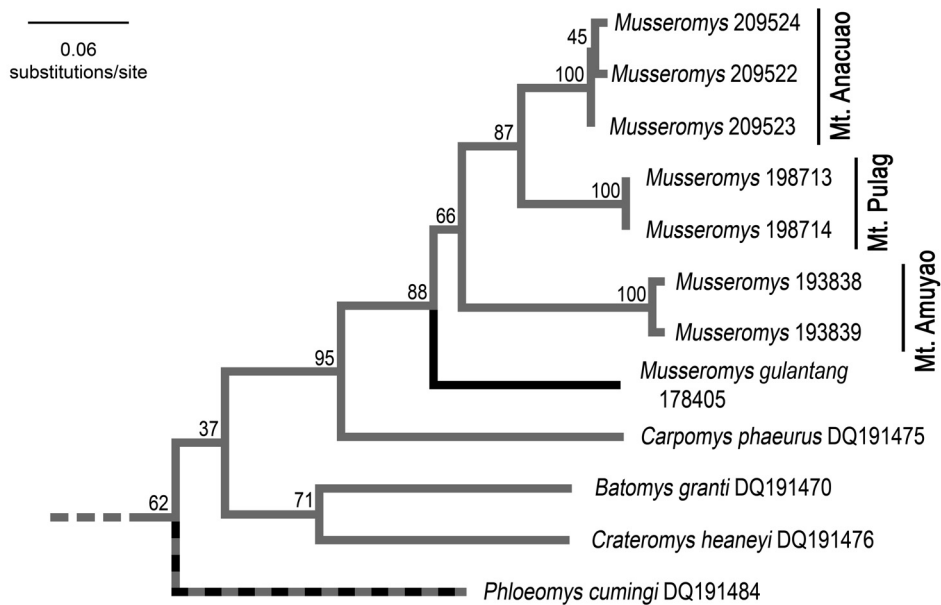 0.06
substitutions/site
45
Musseromys 209524
Musseromys 209522
100
Musseromys 209523
Mt. Anacuao
87
Musseromys 198713
100
Musseromys 198714
Mt. Pulag
66
Musseromys 193838
100
Musseromys 193839
Mt. Amuyao
88
Musseromys gulantang
178405
95
Carpomys phaeurus DQ191475
37
Batomys granti DQ191470
71
Crateromys heaneyi DQ191476
62
Phloeomys cumingi DQ191484